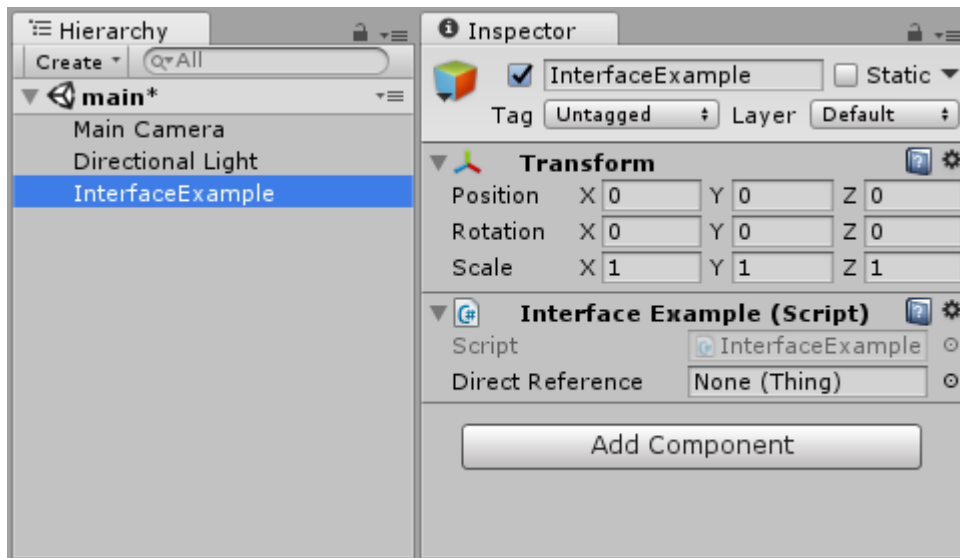 Hierarchy
Create All
main*
Main Camera
Directional Light
InterfaceExample
Inspector
InterfaceExample Static
Tag Untagged Layer Default
Transform
Position X 0 Y 0 Z 0
Rotation X 0 Y 0 Z 0
Scale X 1 Y 1 Z 1
C# Interface Example (Script)
Script InterfaceExample
Direct Reference None (Thing)
Add Component